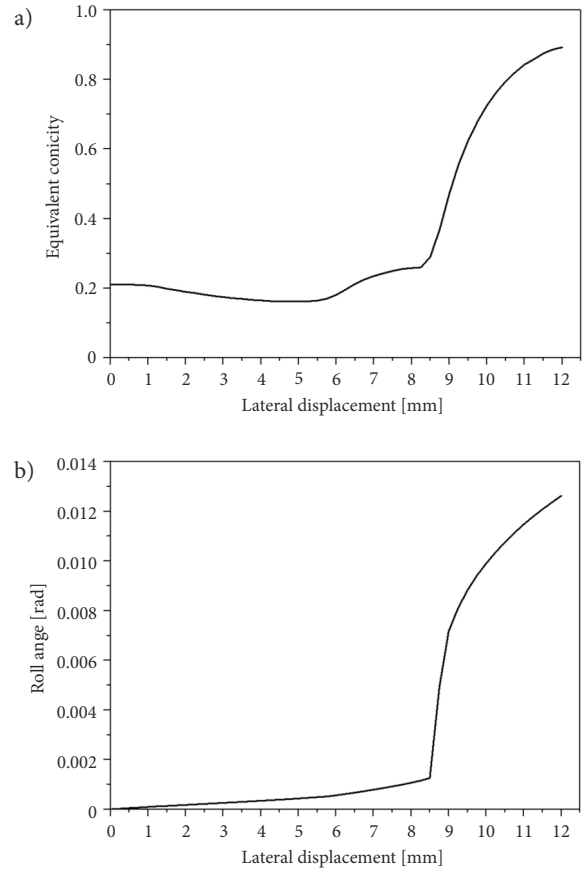 a)
1.0
0.8
0.6
0.4
0.2
0
Equivalent conicity
0 1 2 3 4 5 6 7 8 9 10 11 12
Lateral displacement [mm]
b)
0.014
0.012
0.010
0.008
0.006
0.004
0.002
0
Roll ange [rad]
0 1 2 3 4 5 6 7 8 9 10 11 12
Lateral displacement [mm]